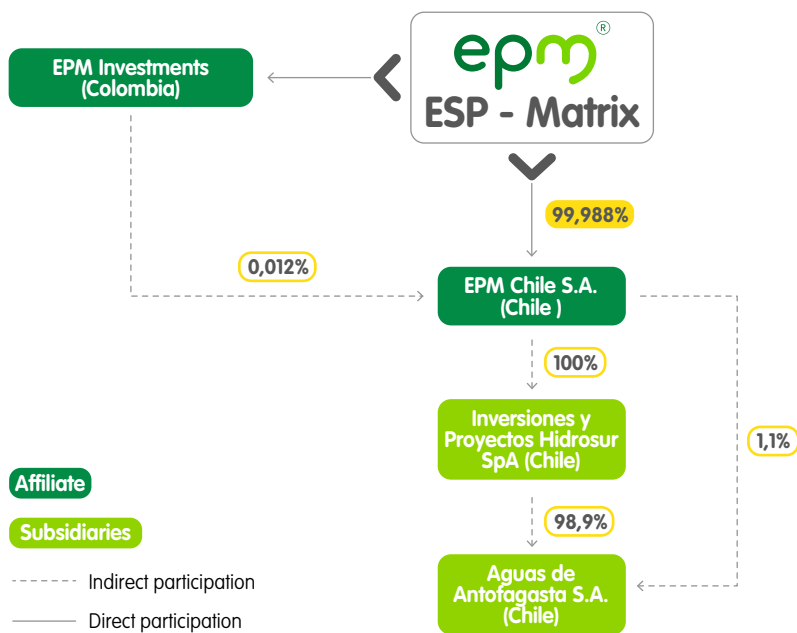 epm®
ESP - Matrix
EPM Investments
(Colombia)
99,988%
0,012%
EPM Chile S.A.
(Chile )
100%
Inversiones y
Proyectos Hidrosur
SpA (Chile)
1,1%
98,9%
Aguas de
Antofagasta S.A.
(Chile)
Affiliate
Subsidiaries
Indirect participation
Direct participation